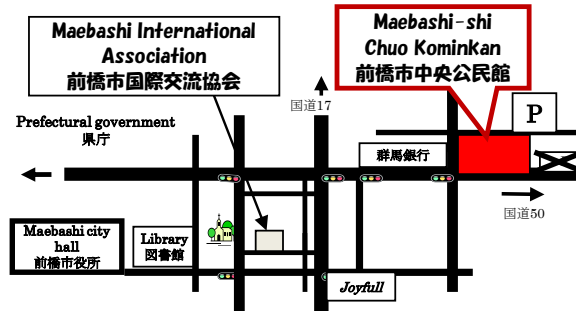 Maebashi International
Association
前橋市国際交流協会
Maebashi-shi
Chuo Kominkan
前橋市中央公民館
国道17
P
Prefectural government
県庁
群馬銀行
国道50
Maebashi city
hall
前橋市役所
Library
図書館
Joyfull